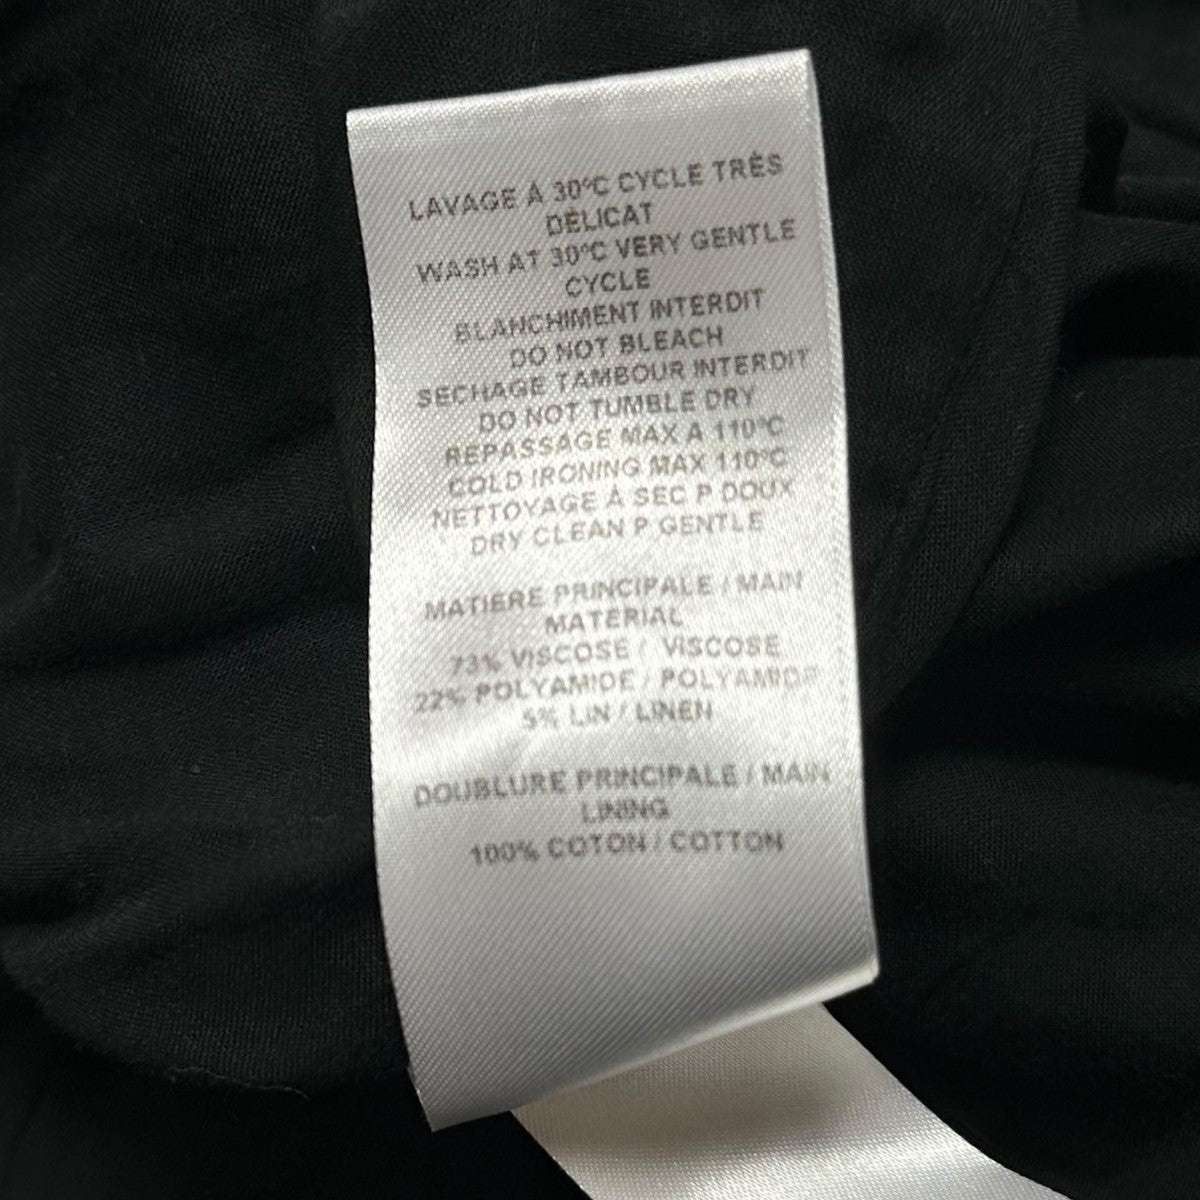 LAVAGE À 30°C CYCLE TRÈS
DÉLICAT
WASH AT 30°C VERY GENTLE
CYCLE
BLANCHIMENT INTERDIT
DO NOT BLEACH
SECHAGE TAMBOUR INTERDIT
DO NOT TUMBLE DRY
REPASSAGE MAX A 110°C
COLD IRONING MAX 110°C
NETTOYAGE À SEC P DOUX
DRY CLEAN P GENTLE
MATIERE PRINCIPALE / MAIN
MATERIAL
73% VISCOSE / VISCOSE
22% POLYAMIDE / POLYAMIDE
5% LIN / LINEN
DOUBLURE PRINCIPALE / MAIN
LINING
100% COTON / COTTON